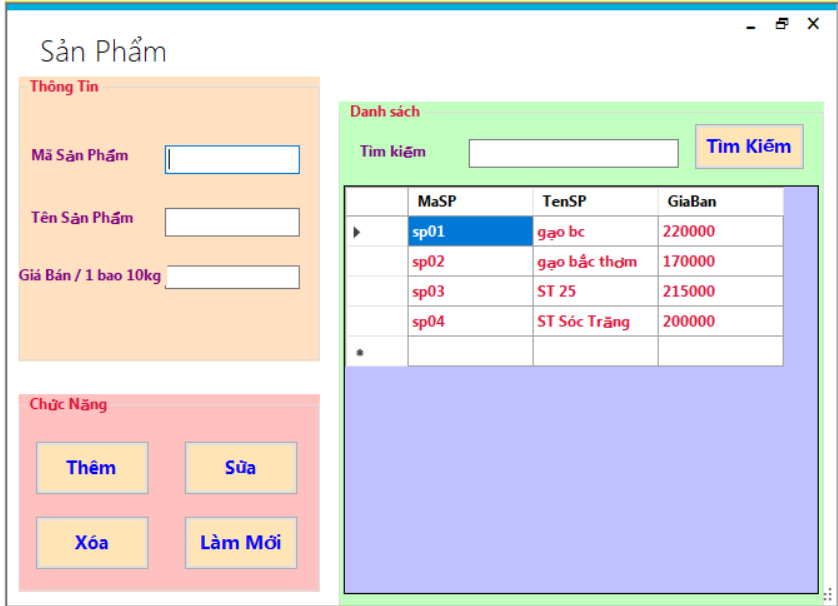 Sản Phẩm
Thông Tin
Mã Sản Phẩm
Tên Sản Phẩm
Giá Bán / 1 bao 10kg
Chức Năng
Thêm
Sửa
Xóa
Làm Mới
Danh sách
Tìm kiếm
Tìm Kiếm
MaSP TenSP GiaBan
sp01 gạo bc 220000
sp02 gạo bắc thơm 170000
sp03 ST 25 215000
sp04 ST Sóc Trăng 200000